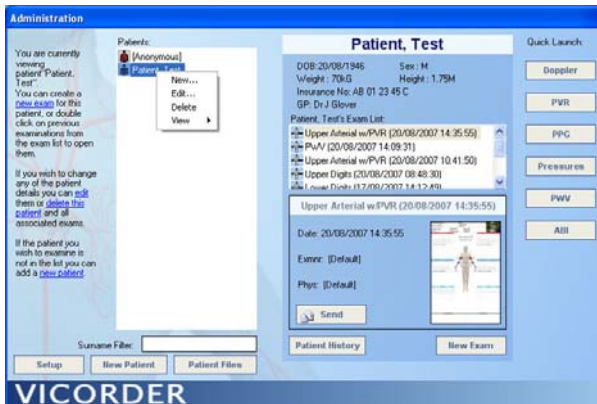 Administration
You are currently
viewing
patient"Patient,
Test".
You can create a
new exam for this
patient, or double
click on previous
examinations from
the exam list to open
them.
If you wish to change
any of the patient
details you can edit
them or delete this
patient and all
associated exams.
If the patient you
wish to examine is
not in the list you can
add a new patient.
Patients:
[Anonymous]
Patient, Test
New...
Edit...
Delete
View
Surname Filter:
Setup
New Patient
Patient Files
Patient, Test
DOB:20/08/1946 Sex: M
Weight: 70kG Height: 1.75M
Insurance No: AB 01 23
45 C
GP: Dr J Glover
Patient, Test's Exam List:
Upper Arterial w/PVR (20/08/2007 14:35:55)
PWV (20/08/2007 14:09:31)
Upper Arterial w/PVR (20/08/2007 10:41:50)
Upper Digits (20/08/2007 08:48:30)
Lower Digits (17/08/2007 14:12:49)
Upper Arterial w/PVR (20/08/2007 14:35:55)
Date: 20/08/2007 14:35:55
Exmnr: [Default]
Phys: [Default]
Send
Patient History
New Exam
Quick Launch:
Doppler
PVR
PPG
Pressures
PWV
ABI
VICORDER